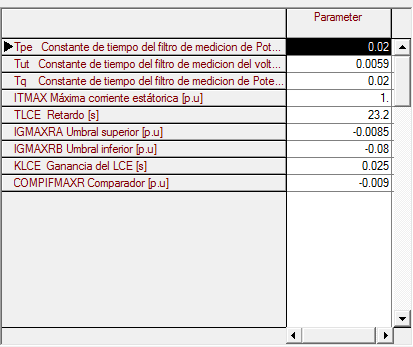 Parameter
Tpe Constante de tiempo del filtro de medicion de Pot... 0.02
Tut Constante de tiempo del filtro de medicion del volt... 0.0059
Tq Constante de tiempo del filtro de medicion de Pote... 0.02
ITMAX Máxima corriente estátorica [p.u] 1.
TLCE Retardo [s] 23.2
IGMAXRA Umbral superior [p.u] -0.0085
IGMAXRB Umbral inferior [p.u] -0.08
KLCE Ganancia del LCE [s] 0.025
COMPIFMAXR Comparador [p.u] -0.009